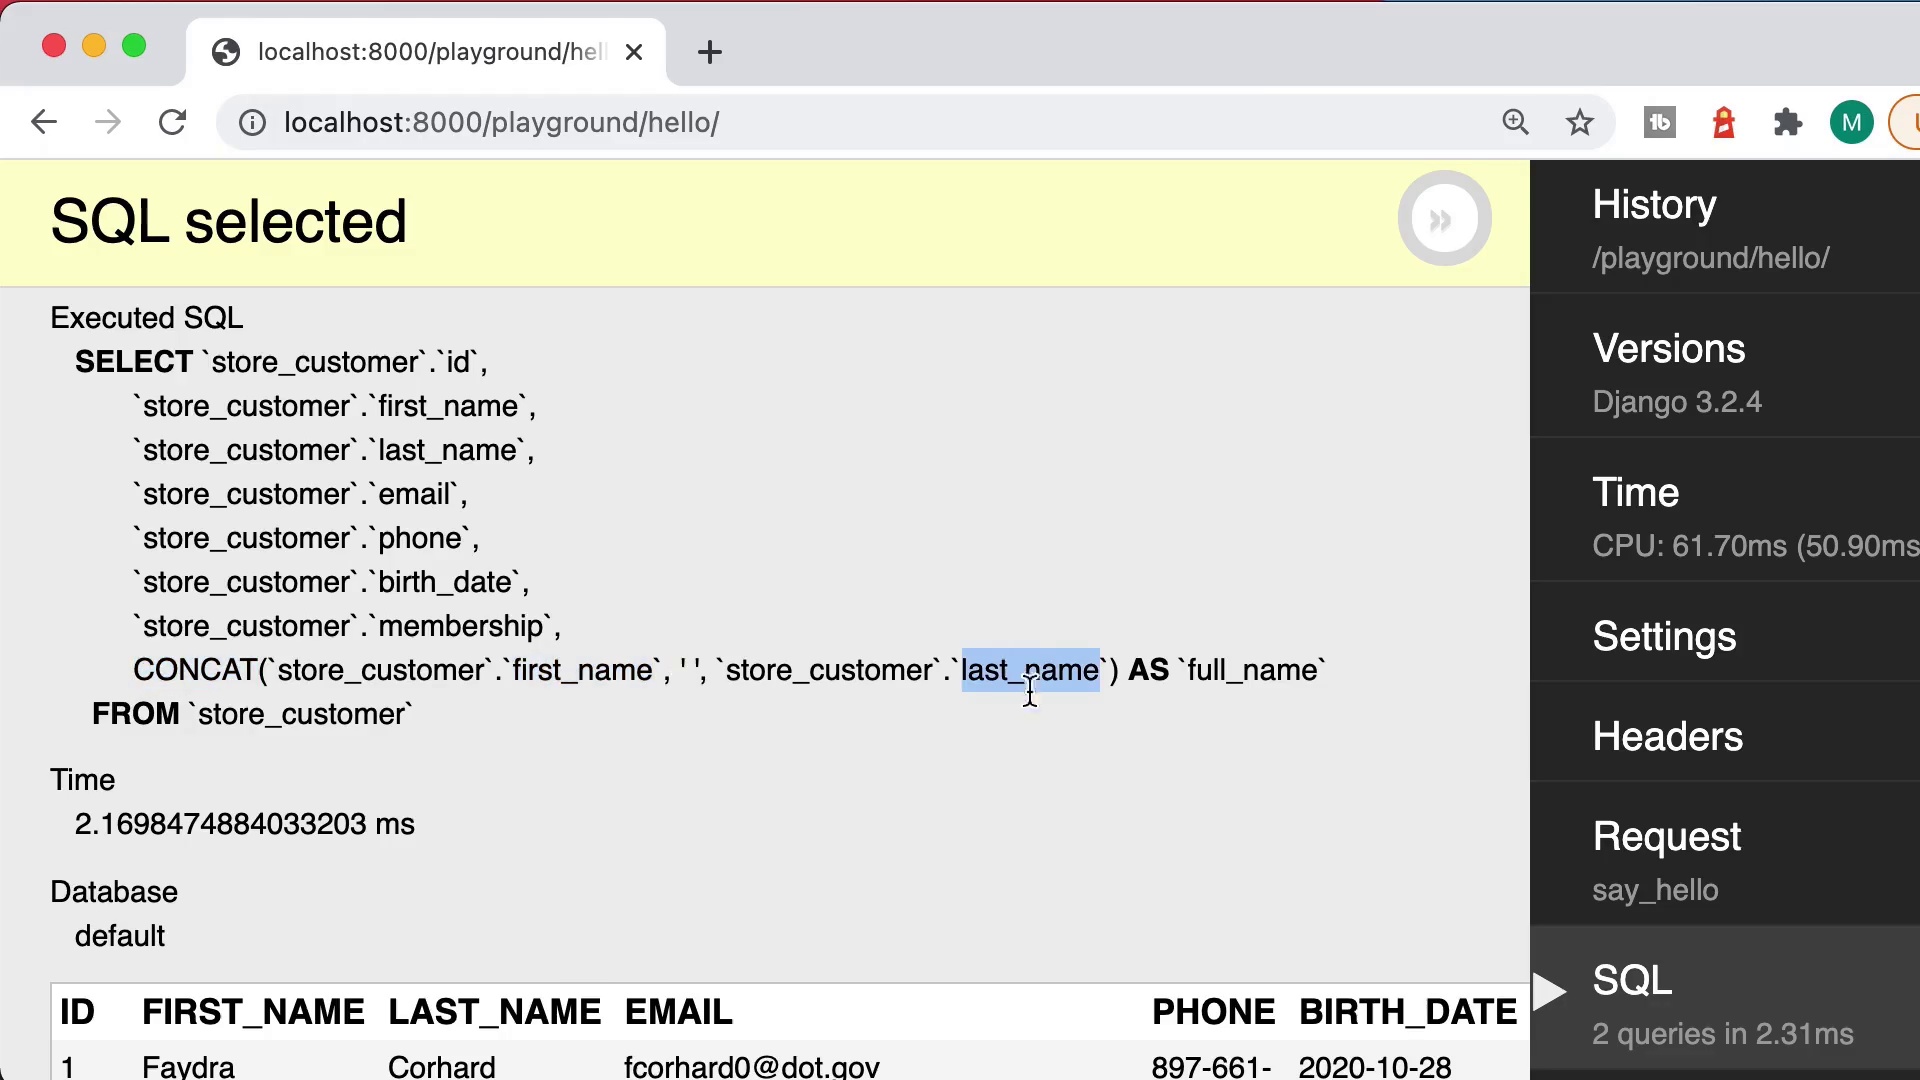 localhost:8000/playground/hel
localhost:8000/playground/hello/
M
SQL selected
»
Executed SQL
SELECT `store_customer`.`id`,
`store_customer`.`first_name`,
`store_customer`.`last_name`,
`store_customer`.`email`,
`store_customer`.`phone`,
`store_customer`.`birth_date`,
`store_customer`.`membership`,
CONCAT(`store_customer`.`first_name`, ' ', `store_customer`.`last_name`) AS `full_name`
FROM `store_customer`
Time
2.1698474884033203 ms
Database
default
ID FIRST_NAME LAST_NAME EMAIL PHONE BIRTH_DATE
1 Faydra Corhard fcorhard0@dot.gov 897-661- 2020-10-28
History
/playground/hello/
Versions
Django 3.2.4
Time
CPU: 61.70ms (50.90ms
Settings
Headers
Request
say_hello
SQL
2 queries in 2.31ms